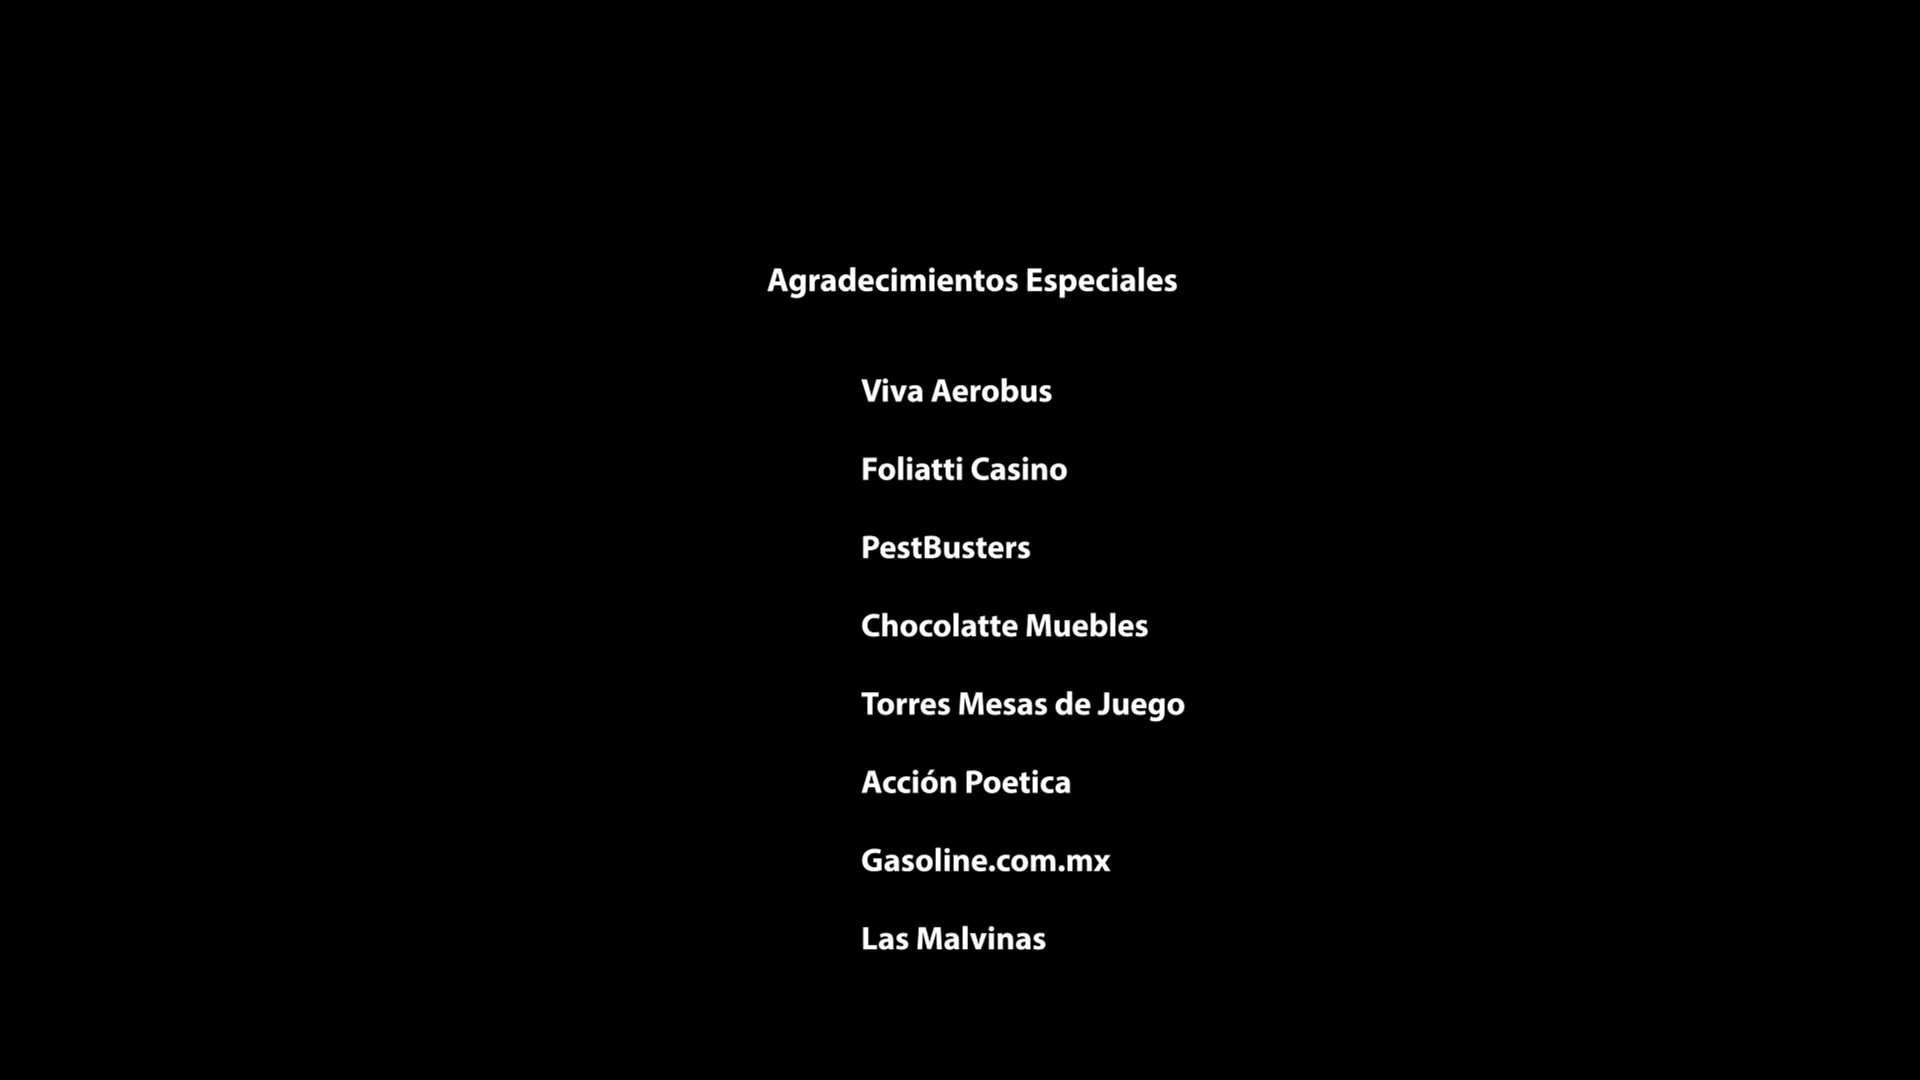 Agradecimientos Especiales
Viva Aerobus
Foliatti Casino
PestBusters
Chocolatte Muebles
Torres Mesas de Juego
Acción Poetica
Gasoline.com.mx
Las Malvinas